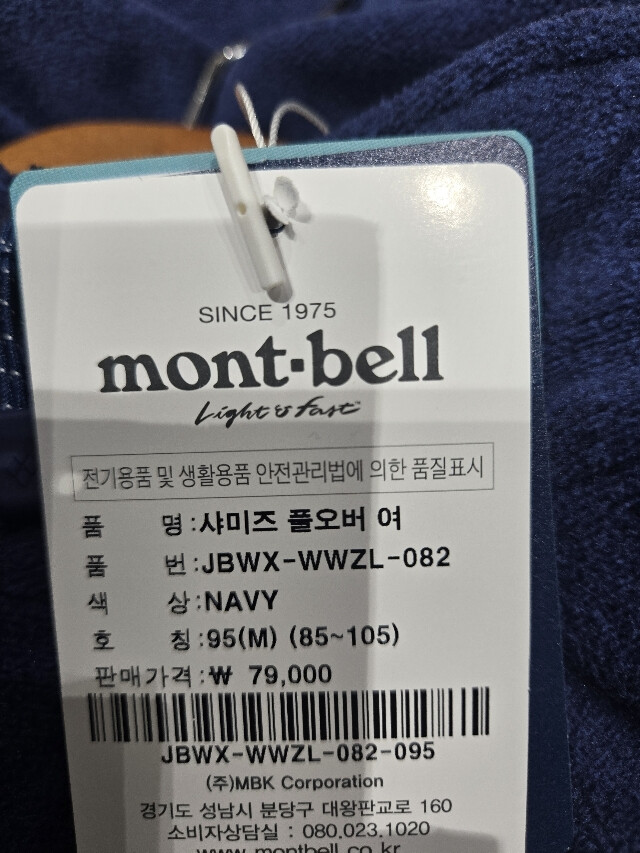 SINCE 1975
mont·bell
Light & Fast
전기용품 및 생활용품 안전관리법에 의한 품질표시
품 명:샤미즈 풀오버 여
품 번:JBWX-WWZL-082
색 상:NAVY
호 칭:95(M) (85~105)
판매가격:₩ 79,000
JBWX-WWZL-082-095
(주)MBK Corporation
경기도 성남시 분당구 대왕판교로 160
소비자상담실 : 080.023.1020
www.montbell.co.kr